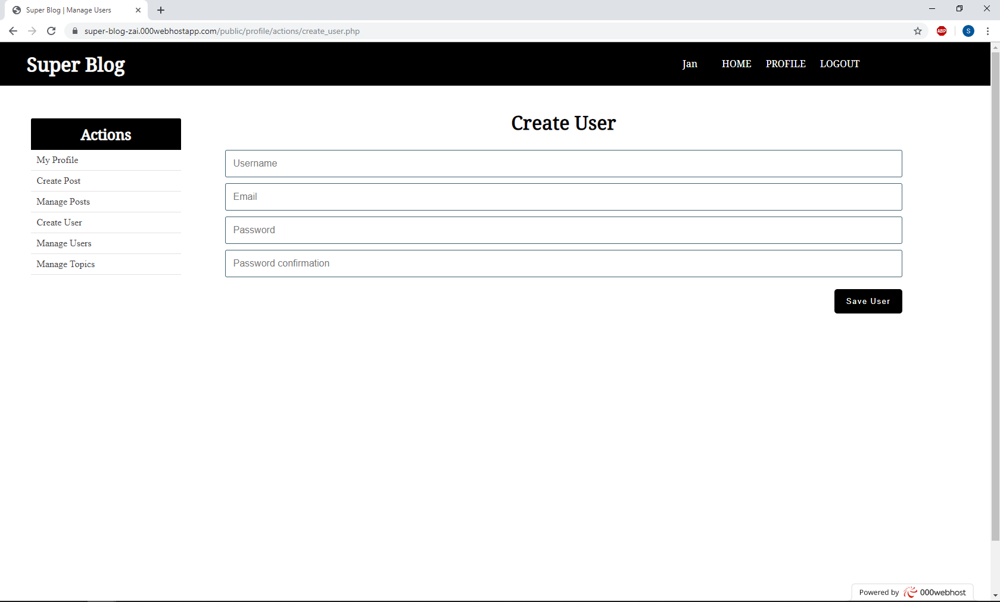 Super Blog | Manage Users
super-blog-zai.000webhostapp.com/public/profile/actions/create_user.php
ABP
S
Super Blog
Jan HOME PROFILE LOGOUT
Actions
My Profile
Create Post
Manage Posts
Create User
Manage Users
Manage Topics
Create User
Username
Email
Password
Password confirmation
Save User
Powered by 000webhost